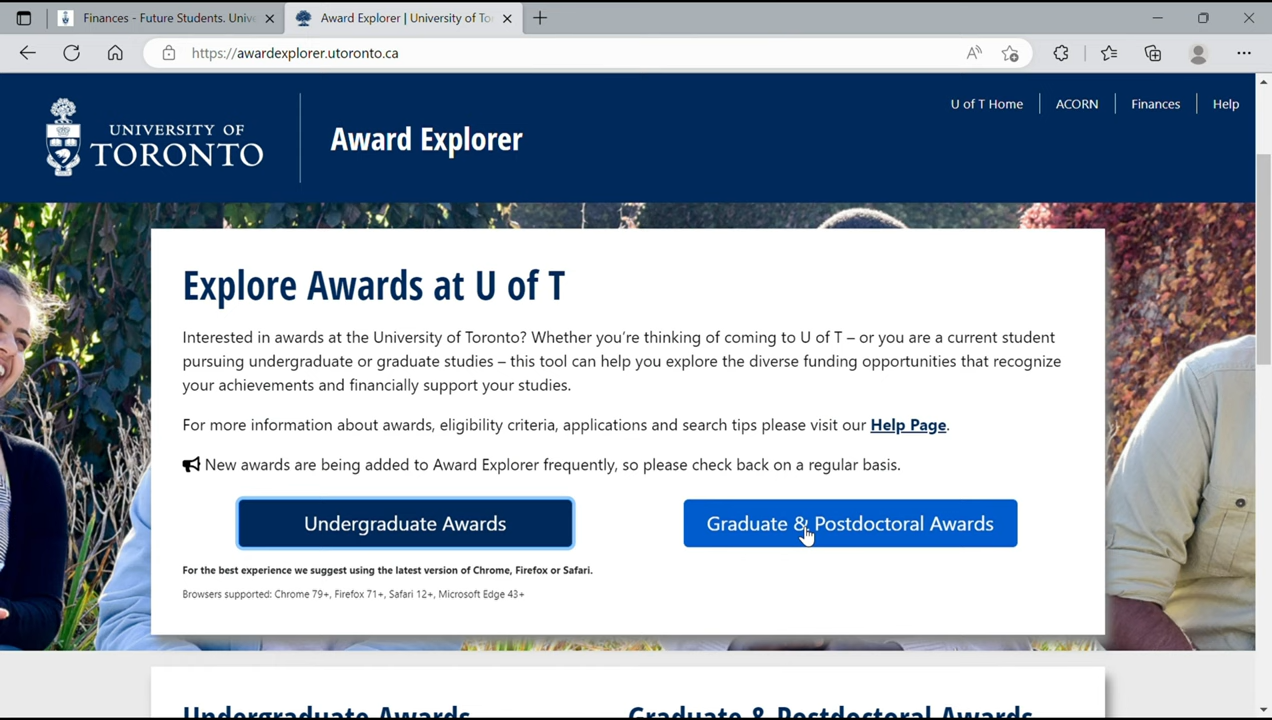 Finances - Future Students. Unive
Award Explorer | University of To
https://awardexplorer.utoronto.ca
U of T Home
ACORN
Finances
Help
UNIVERSITY OF
TORONTO
Award Explorer
Explore Awards at U of T
Interested in awards at the University of Toronto? Whether you're thinking of coming to U of T – or you are a current student
pursuing undergraduate or graduate studies – this tool can help you explore the diverse funding opportunities that recognize
your achievements and financially support your studies.
For more information about awards, eligibility criteria, applications and search tips please visit our Help Page.
New awards are being added to Award Explorer frequently, so please check back on a regular basis.
Undergraduate Awards
Graduate & Postdoctoral Awards
For the best experience we suggest using the latest version of Chrome, Firefox or Safari.
Browsers supported: Chrome 79+, Firefox 71+, Safari 12+, Microsoft Edge 43+
Undergraduate Awards
Graduate & Postdoctoral Awards